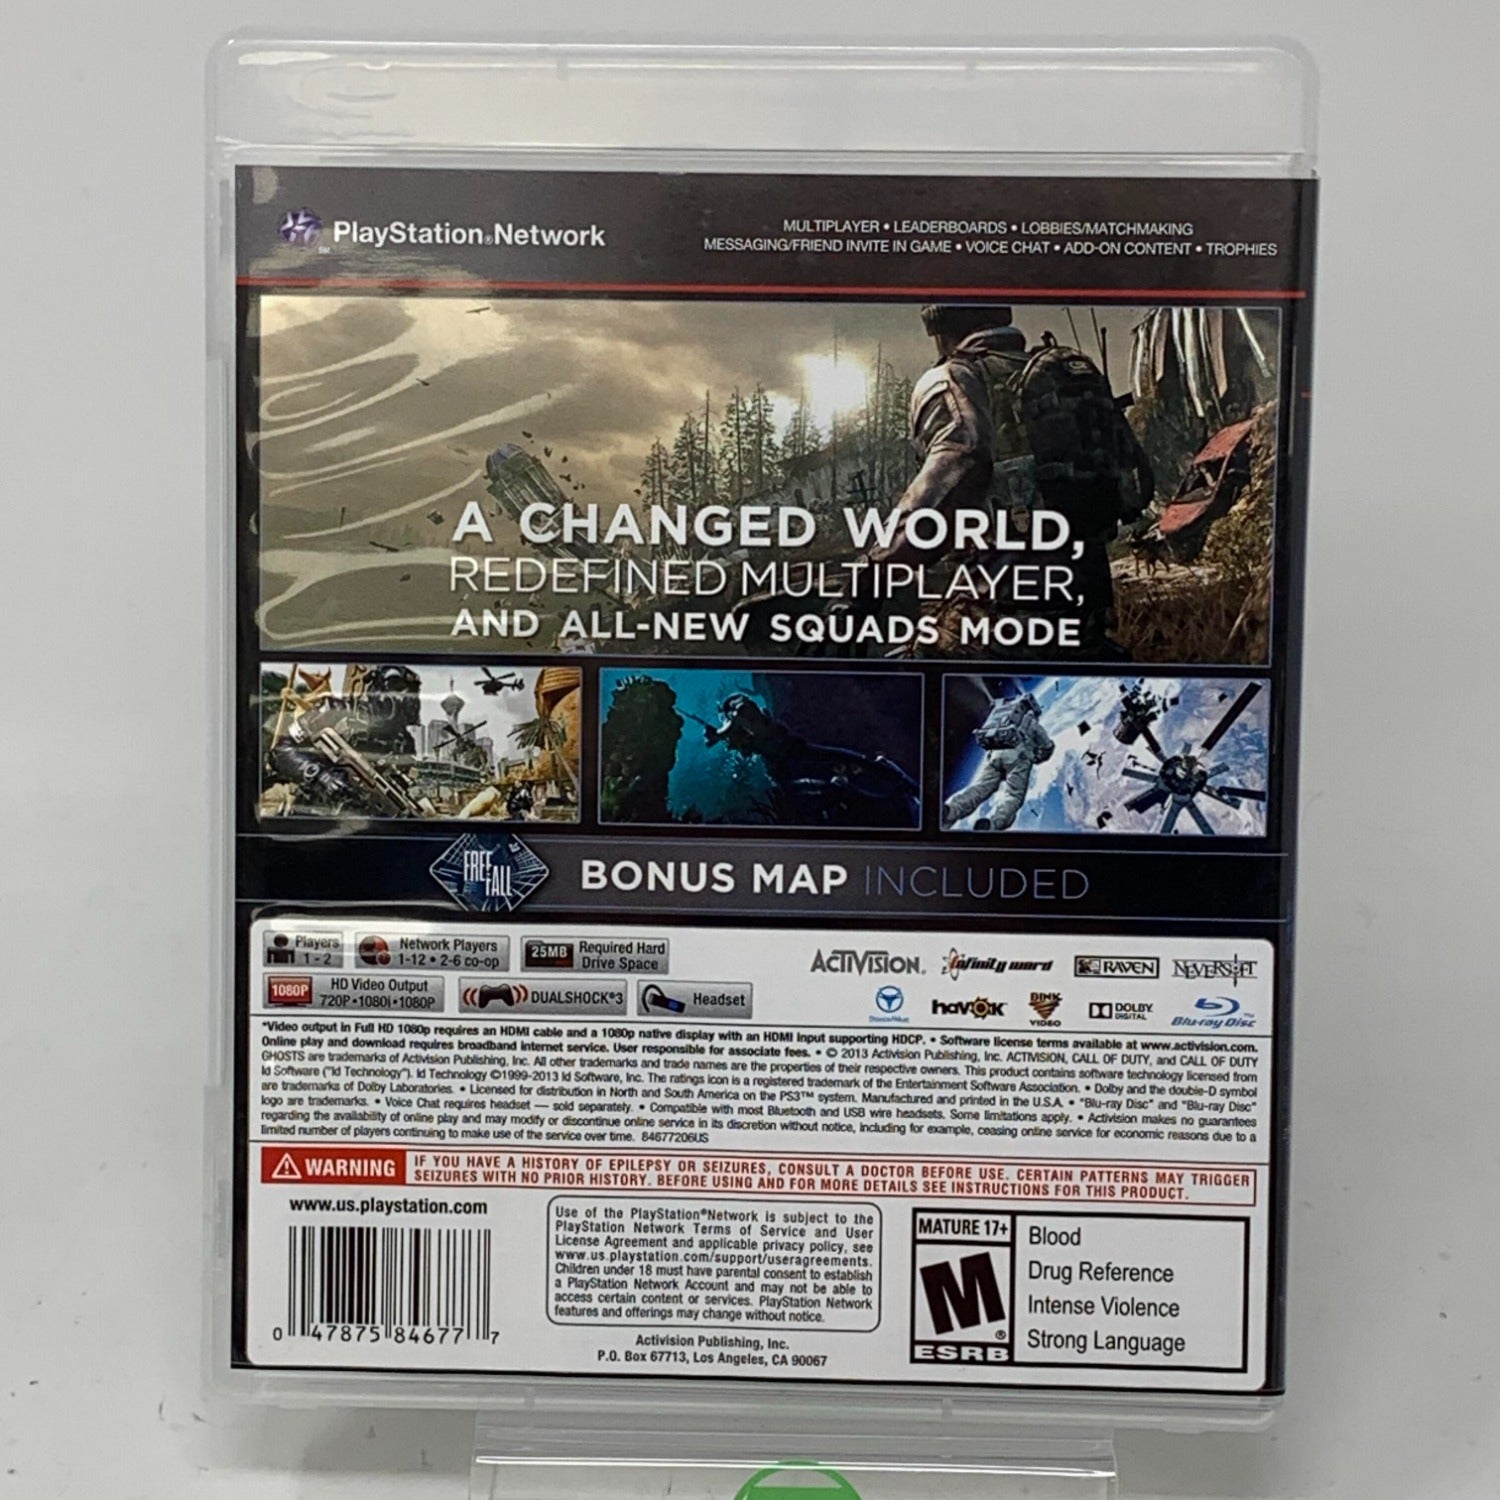 PlayStation®Network
SM
MULTIPLAYER • LEADERBOARDS • LOBBIES/MATCHMAKING
MESSAGING/FRIEND INVITE IN GAME • VOICE CHAT • ADD-ON CONTENT • TROPHIES
A CHANGED WORLD,
REDEFINED MULTIPLAYER,
AND ALL-NEW SQUADS MODE
FREE FALL
BONUS MAP INCLUDED
Players
1 - 2
Network Players
1-12 • 2-6 co-op
25MB
Required Hard
Drive Space
1080P
HD Video Output
720P•1080i•1080P
DUALSHOCK®3
Headset
ACTIVISION.
infinity ward
RAVEN
NEVERSOFT
havok
BINK
VIDEO
DOLBY
DIGITAL
Blu-ray Disc™
*Video output in Full HD 1080p requires an HDMI cable and a 1080p native display with an HDMI input supporting HDCP. • Software license terms available at www.activision.com.
Online play and download requires broadband internet service. User responsible for associate fees. • © 2013 Activision Publishing, Inc. ACTIVISION, CALL OF DUTY, and CALL OF DUTY
GHOSTS are trademarks of Activision Publishing, Inc. All other trademarks and trade names are the properties of their respective owners. This product contains software technology licensed from
Id Software ("Id Technology"). Id Technology ©1999-2013 Id Software, Inc. The ratings icon is a registered trademark of the Entertainment Software Association. • Dolby and the double-D symbol
are trademarks of Dolby Laboratories. • Licensed for distribution in North and South America on the PS3™ system. Manufactured and printed in the U.S.A. • "Blu-ray Disc" and "Blu-ray Disc"
logo are trademarks. • Voice Chat requires headset — sold separately. • Compatible with most Bluetooth and USB wire headsets. Some limitations apply. • Activision makes no guarantees
regarding the availability of online play and may modify or discontinue online service in its discretion without notice, including for example, ceasing online service for economic reasons due to a
limited number of players continuing to make use of the service over time. 84677206US
WARNING
IF YOU HAVE A HISTORY OF EPILEPSY OR SEIZURES, CONSULT A DOCTOR BEFORE USE. CERTAIN PATTERNS MAY TRIGGER
SEIZURES WITH NO PRIOR HISTORY. BEFORE USING AND FOR MORE DETAILS SEE INSTRUCTIONS FOR THIS PRODUCT.
www.us.playstation.com
0 47875 84677 7
Use of the PlayStation®Network is subject to the
PlayStation Network Terms of Service and User
License Agreement and applicable privacy policy, see
www.us.playstation.com/support/useragreements.
Children under 18 must have parental consent to establish
a PlayStation Network Account and may not be able to
access certain content or services. PlayStation Network
features and offerings may change without notice.
Activision Publishing, Inc.
P.O. Box 67713, Los Angeles, CA 90067
MATURE 17+
M
®
ESRB
Blood
Drug Reference
Intense Violence
Strong Language